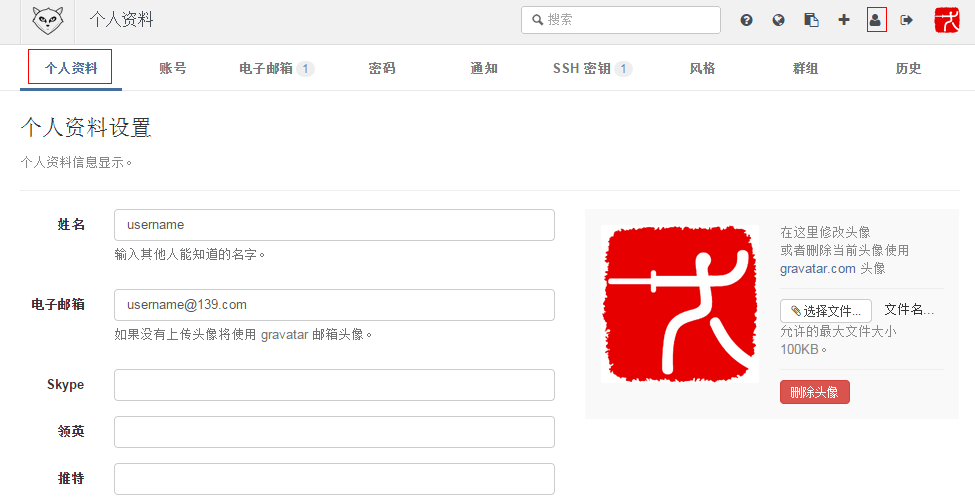 个人资料
搜索
个人资料 账号 电子邮箱 1 密码 通知 SSH 密钥 1 风格 群组 历史
个人资料设置
个人资料信息显示。
姓名 username
输入其他人能知道的名字。
电子邮箱 username@139.com
如果没有上传头像将使用 gravatar 邮箱头像。
Skype
领英
推特
在这里修改头像
或者删除当前头像使用
gravatar.com 头像
选择文件... 文件名...
允许的最大文件大小
100KB。
删除头像